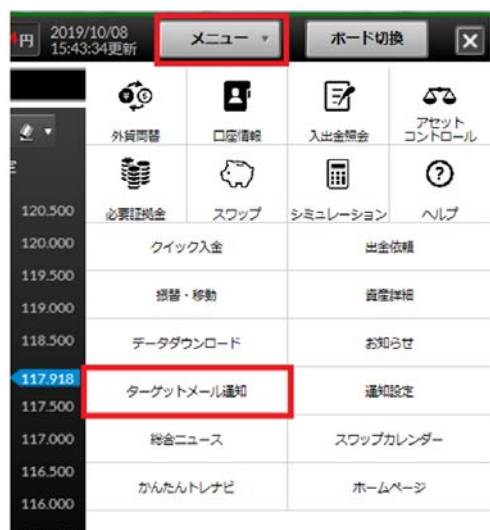 円
2019/10/08
15:43:34更新
メニュー ▼
ボード切換
外貨両替
口座情報
入出金照会
アセット
コントロール
必要証拠金
スワップ
シミュレーション
ヘルプ
クイック入金
出金依頼
振替・移動
資産詳細
データダウンロード
お知らせ
ターゲットメール通知
通知設定
総合ニュース
スワップカレンダー
かんたんトレナビ
ホームページ
120.500
120.000
119.500
119.000
118.500
117.918
117.500
117.000
116.500
116.000